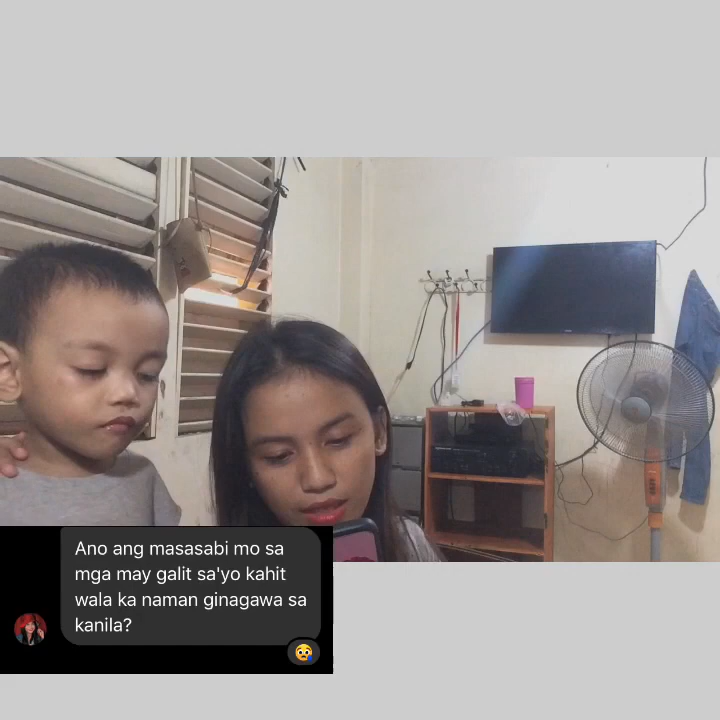 Ano ang masasabi mo sa
mga may galit sa'yo kahit
wala ka naman ginagawa sa
kanila?